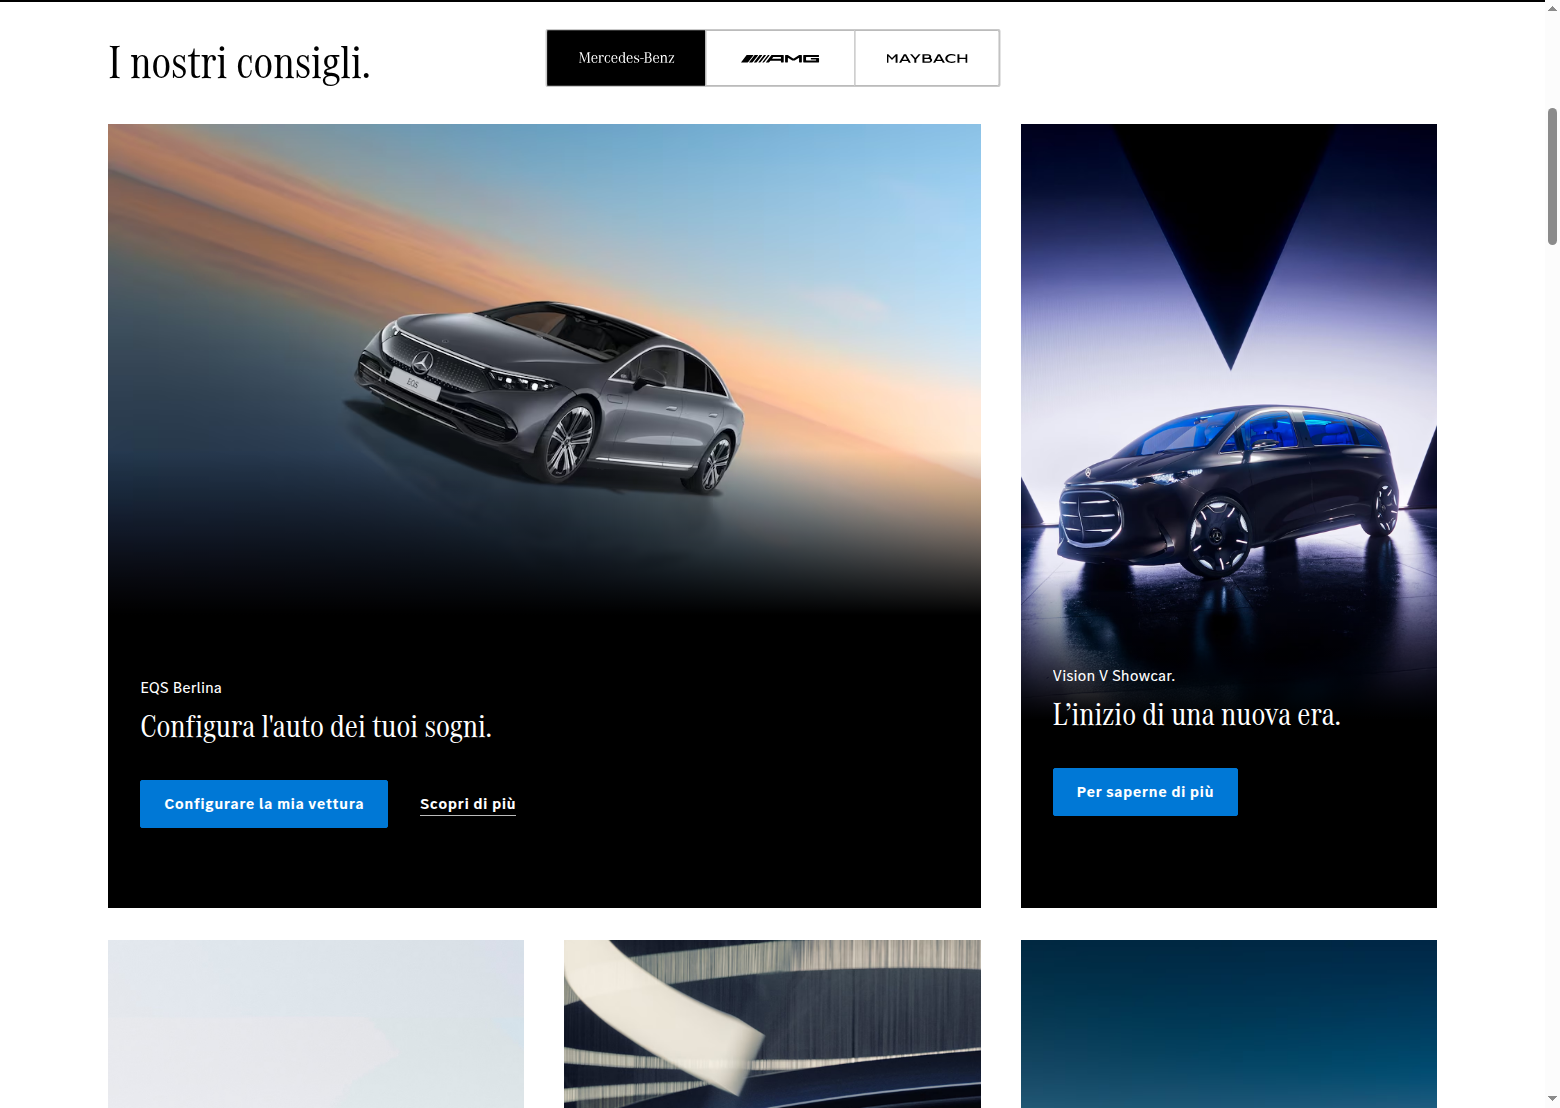 I nostri consigli.
Mercedes-Benz
AMG
MAYBACH
EQS
EQS Berlina
Configura l'auto dei tuoi sogni.
Configurare la mia vettura
Scopri di più
Vision V Showcar.
L’inizio di una nuova era.
Per saperne di più